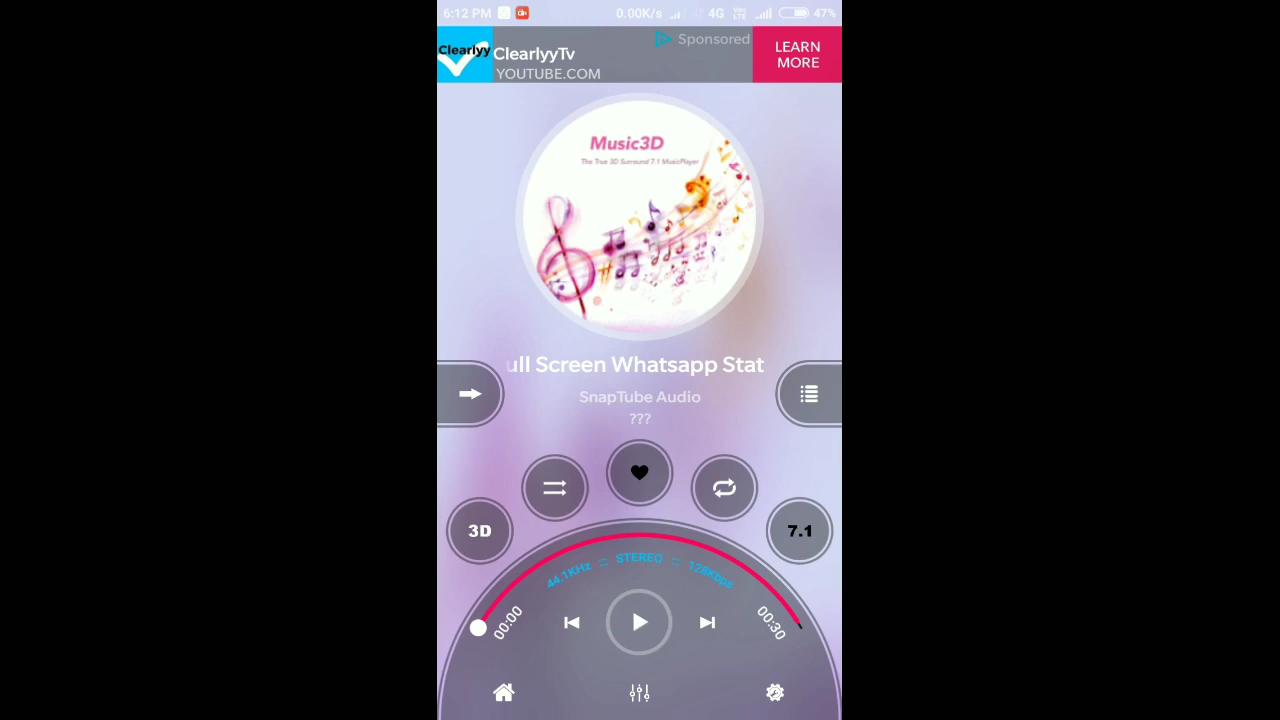 6:12 PM 0.00K/s 4G VoLTE 47%
Clearlyy
ClearlyyTv
YOUTUBE.COM
Sponsored
LEARN
MORE
Music3D
The True 3D Surround 7.1 MusicPlayer
ull Screen Whatsapp Stat
SnapTube Audio
???
3D
7.1
44.1KHz :: STEREO :: 128Kbps
00:00
00:30